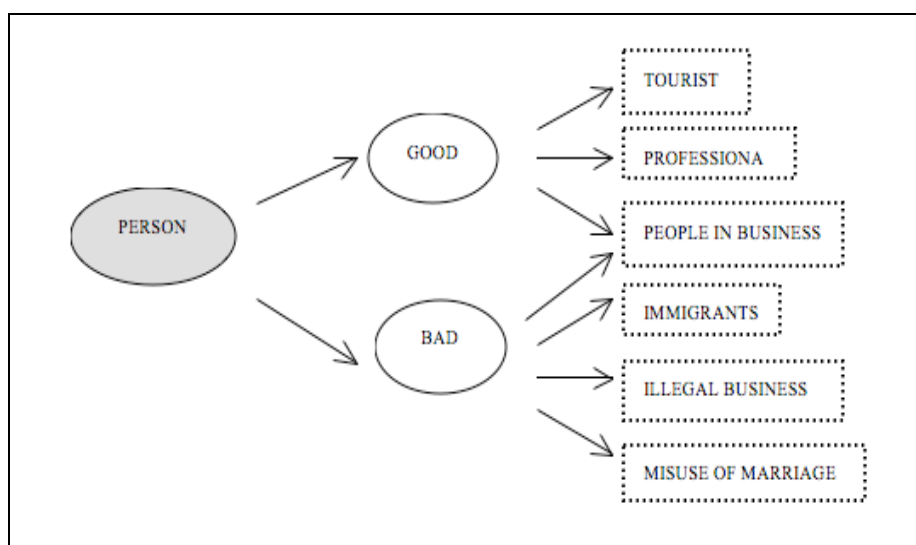 TOURIST
GOOD
PROFESSIONA
PERSON
PEOPLE IN BUSINESS
IMMIGRANTS
BAD
ILLEGAL BUSINESS
MISUSE OF MARRIAGE